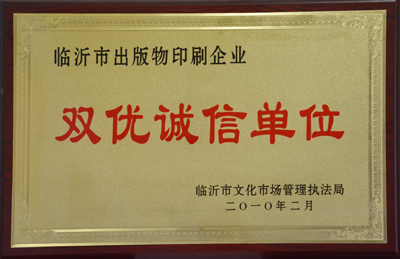 临沂市出版物印刷企业
双优诚信单位
临沂市文化市场管理执法局
二〇一〇年二月